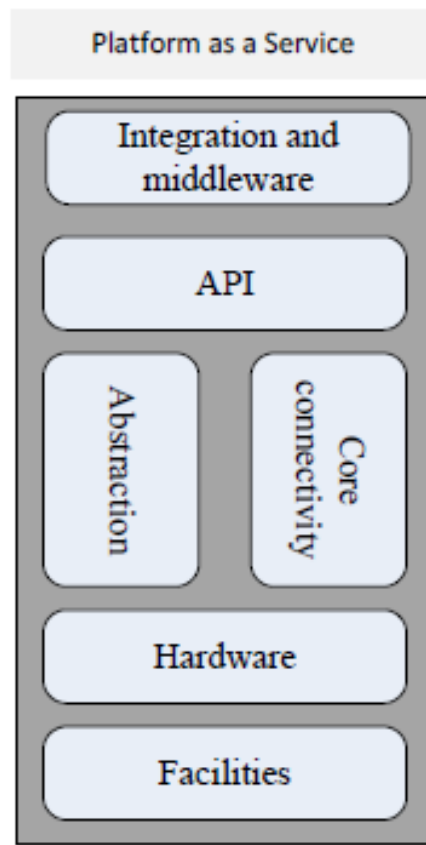 Platform as a Service
Integration and
middleware
API
Abstraction
Core
connectivity
Hardware
Facilities